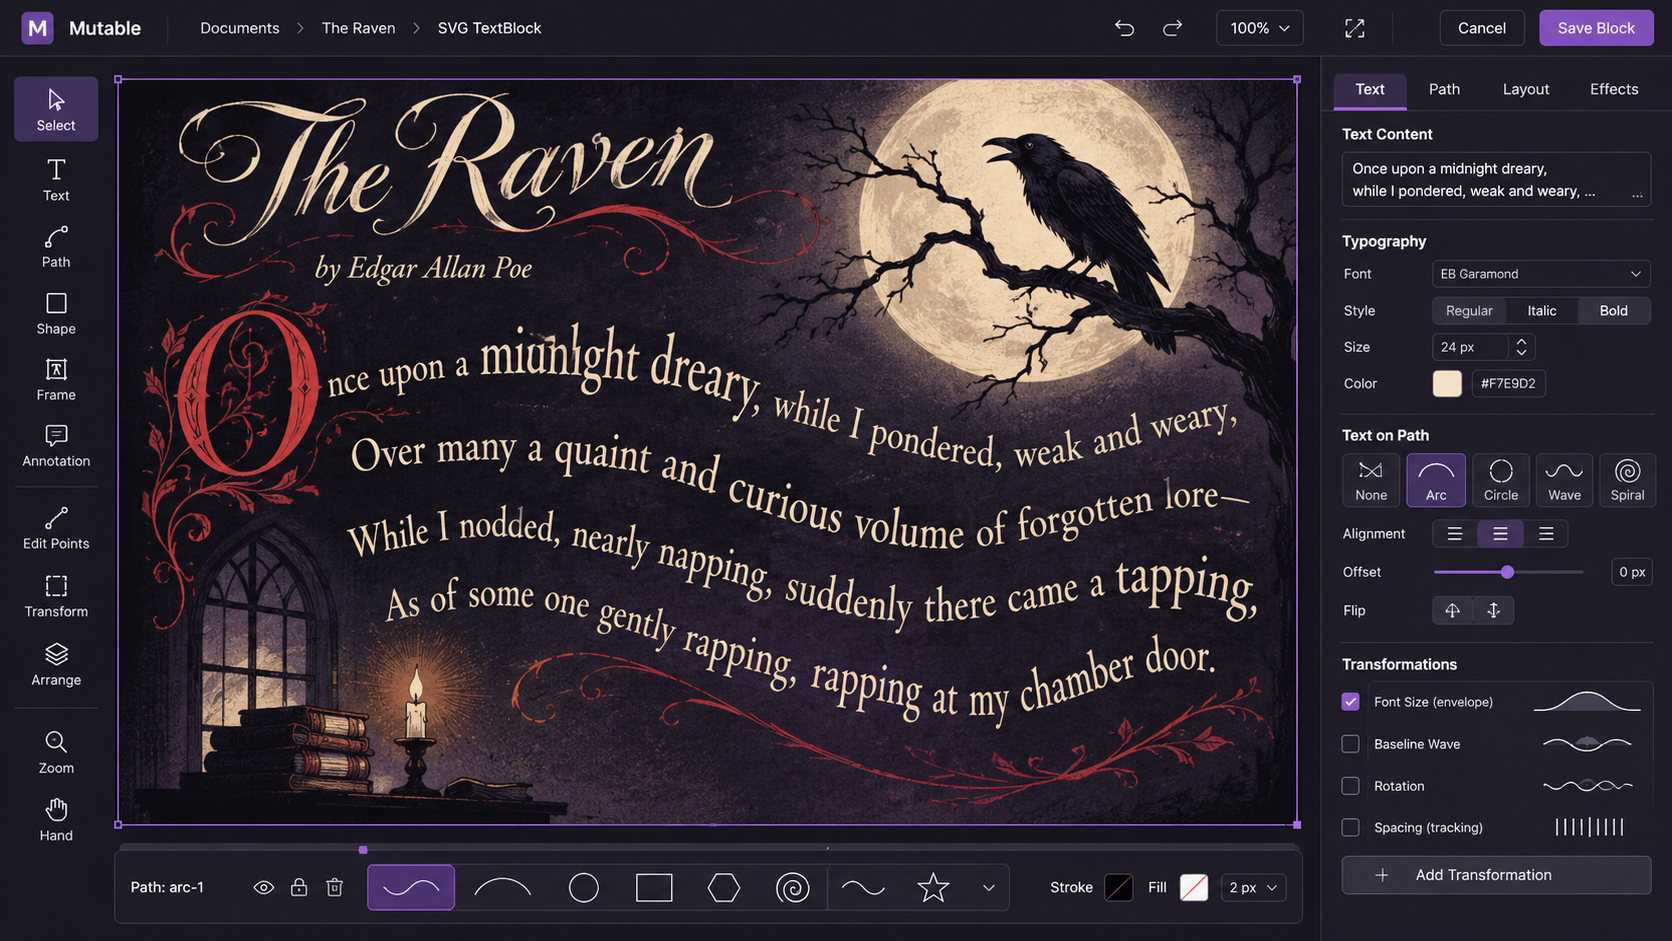 M Mutable
Documents > The Raven > SVG TextBlock
100%
Cancel
Save Block
Select
Text
Path
Shape
Frame
Annotation
Edit Points
Transform
Arrange
Zoom
Hand
The Raven
by Edgar Allan Poe
Once upon a miunlght dreary, while I pondered, weak and weary,
Over many a quaint and curious volume of forgotten lore—
While I nodded, nearly napping, suddenly there came a tapping,
As of some one gently rapping, rapping at my chamber door.
Path: arc-1
Stroke
Fill
2 px
Text
Path
Layout
Effects
Text Content
Once upon a midnight dreary,
while I pondered, weak and weary, ...
...
Typography
Font
EB Garamond
Style
Regular
Italic
Bold
Size
24 px
Color
#F7E9D2
Text on Path
None
Arc
Circle
Wave
Spiral
Alignment
Offset
0 px
Flip
Transformations
Font Size (envelope)
Baseline Wave
Rotation
Spacing (tracking)
+ Add Transformation